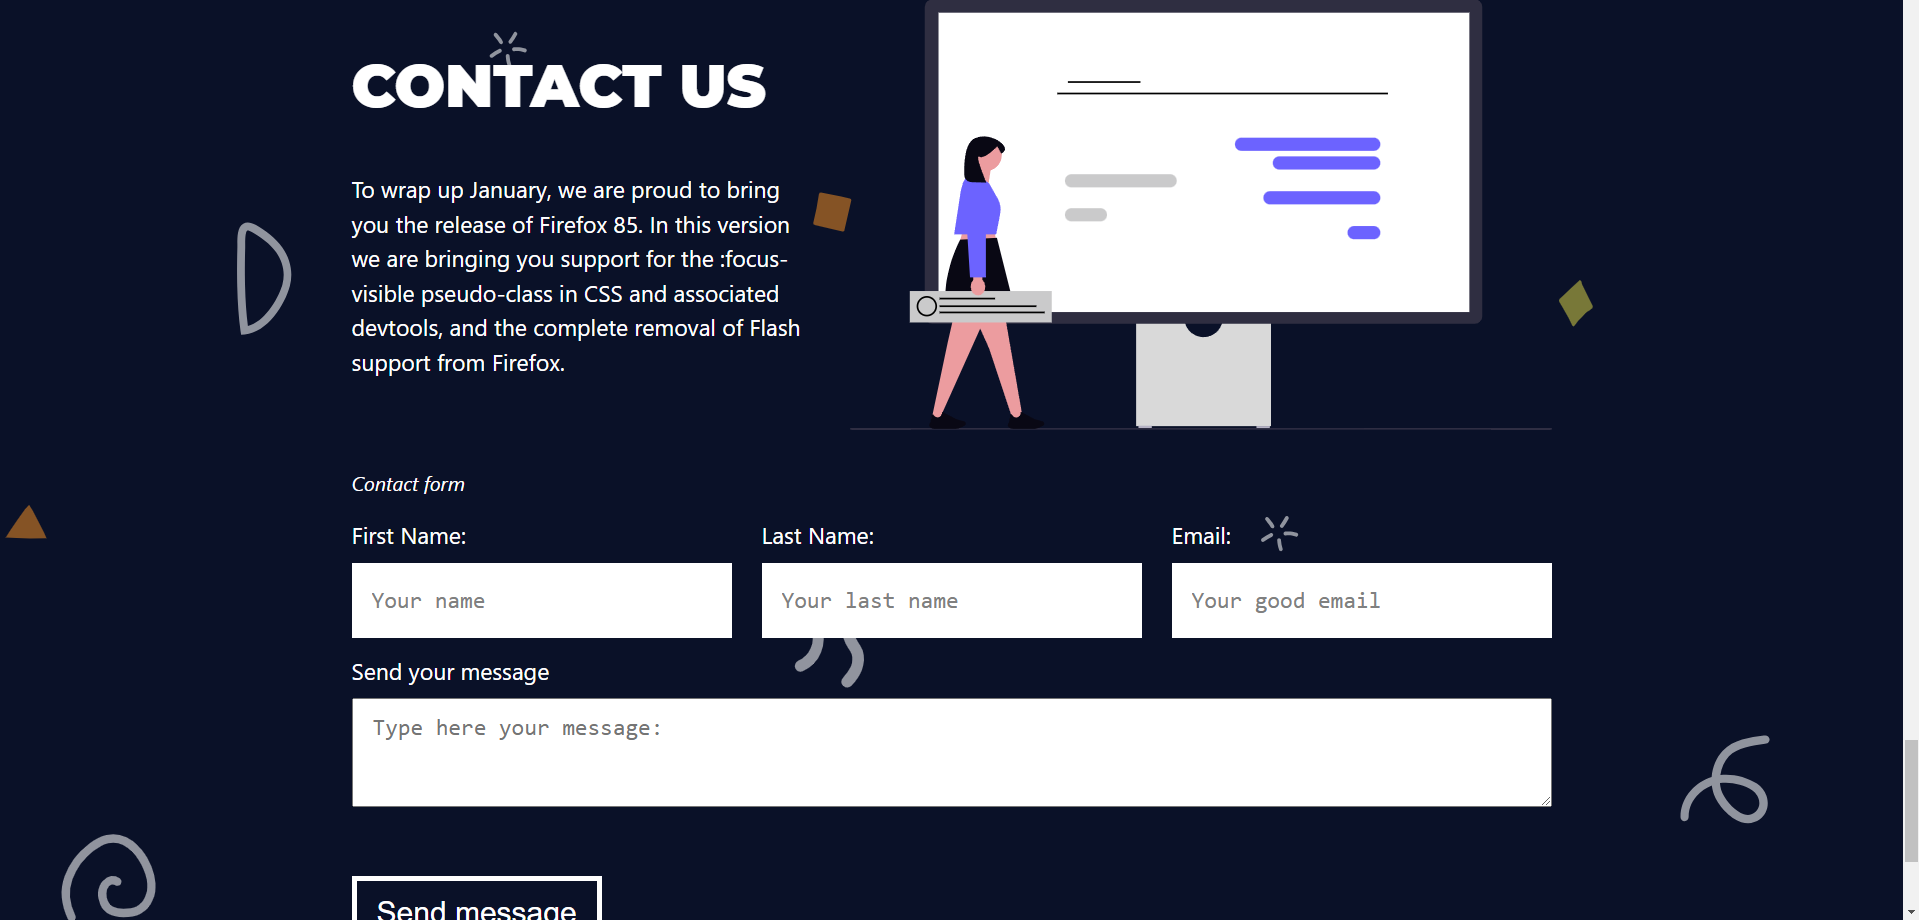 CONTACT US
To wrap up January, we are proud to bring
you the release of Firefox 85. In this version
we are bringing you support for the :focus-
visible pseudo-class in CSS and associated
devtools, and the complete removal of Flash
support from Firefox.
Contact form
First Name: Last Name: Email:
Your name Your last name Your good email
Send your message
Type here your message:
Send message